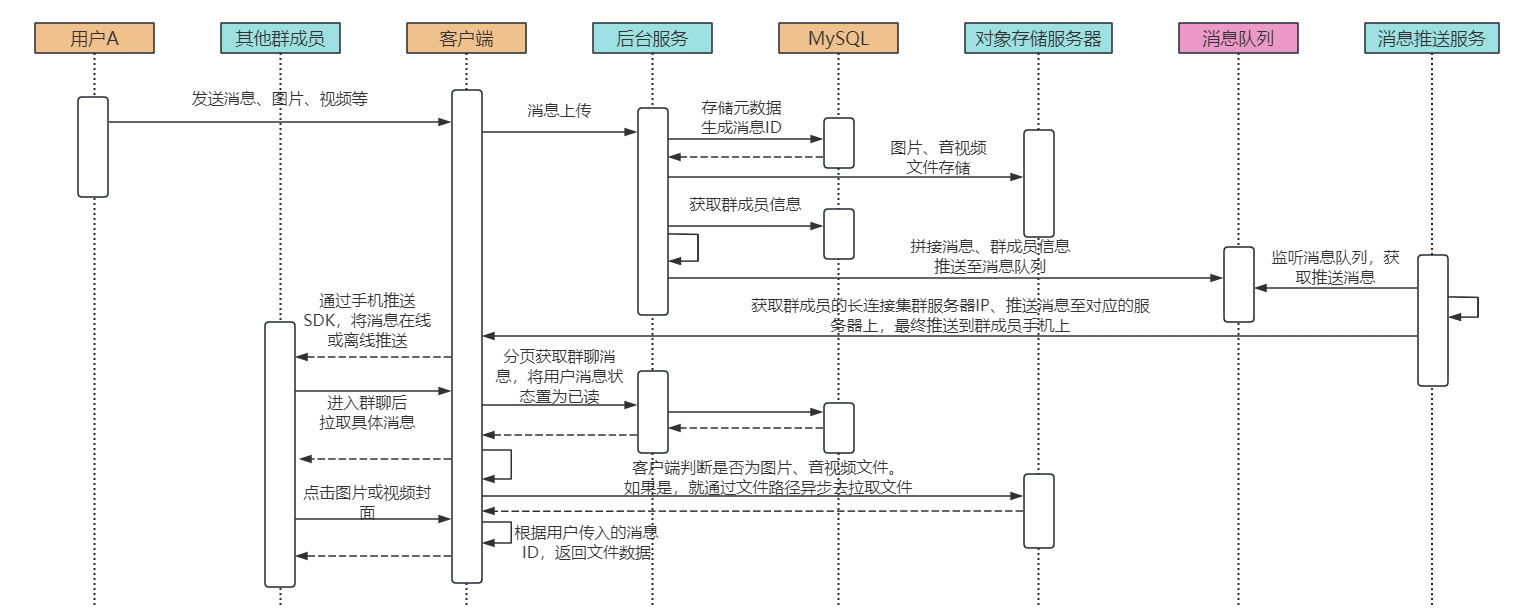 用户A
其他群成员
客户端
后台服务
MySQL
对象存储服务器
消息队列
消息推送服务
发送消息、图片、视频等
消息上传
存储元数据
生成消息ID
图片、音视频
文件存储
获取群成员信息
拼接消息、群成员信息
推送至消息队列
监听消息队列，获
取推送消息
获取群成员的长连接集群服务器IP、推送消息至对应的服
务器上，最终推送到群成员手机上
通过手机推送
SDK，将消息在线
或离线推送
分页获取群聊消
息，将用户消息状
态置为已读
进入群聊后
拉取具体消息
客户端判断是否为图片、音视频文件。
如果是，就通过文件路径异步去拉取文件
点击图片或视频封
面
根据用户传入的消息
ID，返回文件数据